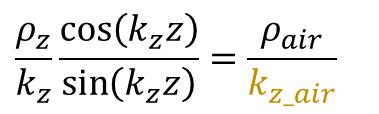 ρ_z/k_z cos(k_z z)/sin(k_z z) = ρ_air/k_z_air